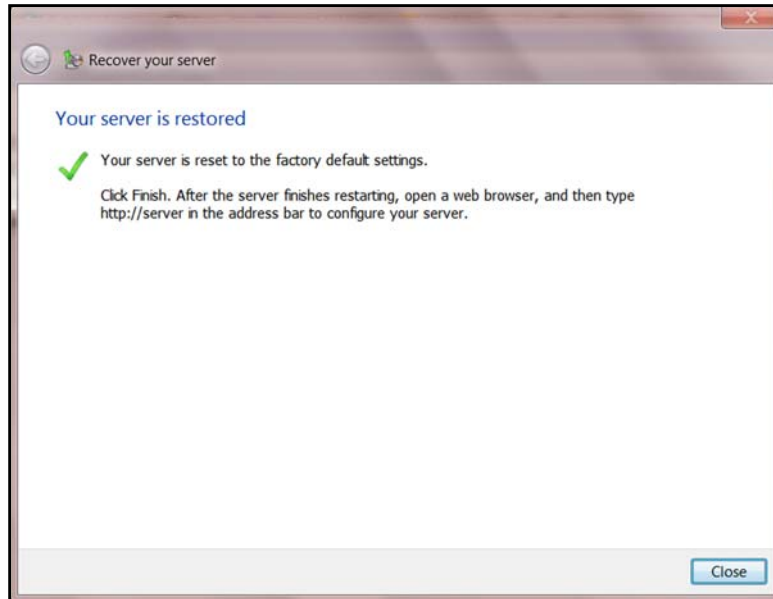 Recover your server
Your server is restored
Your server is reset to the factory default settings.
Click Finish. After the server finishes restarting, open a web browser, and then type
http://server in the address bar to configure your server.
Close